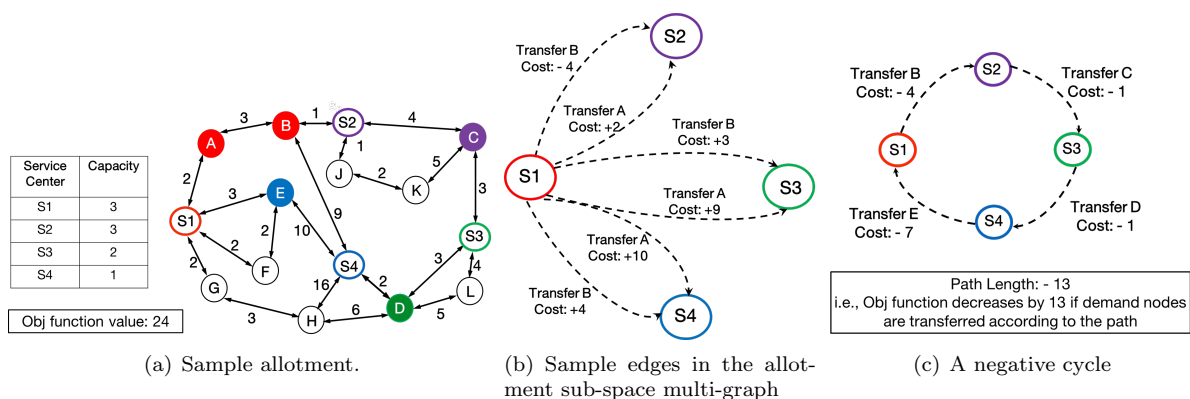 Service Center Capacity
S1 3
S2 3
S3 2
S4 1
Obj function value: 24
A
3
B
1
S2
4
C
2
1
J
2
K
5
3
S1
3
E
9
2
10
2
F
2
G
3
H
16
S4
2
6
D
3
S3
4
5
L
(a) Sample allotment.
S1
S2
S3
S4
Transfer B
Cost: - 4
Transfer A
Cost: +2
Transfer B
Cost: +3
Transfer A
Cost: +9
Transfer A
Cost: +10
Transfer B
Cost: +4
(b) Sample edges in the allot-
ment sub-space multi-graph
S2
Transfer B
Cost: - 4
Transfer C
Cost: - 1
S1
S3
Transfer E
Cost: - 7
S4
Transfer D
Cost: - 1
Path Length: - 13
i.e., Obj function decreases by 13 if demand nodes
are transferred according to the path
(c) A negative cycle